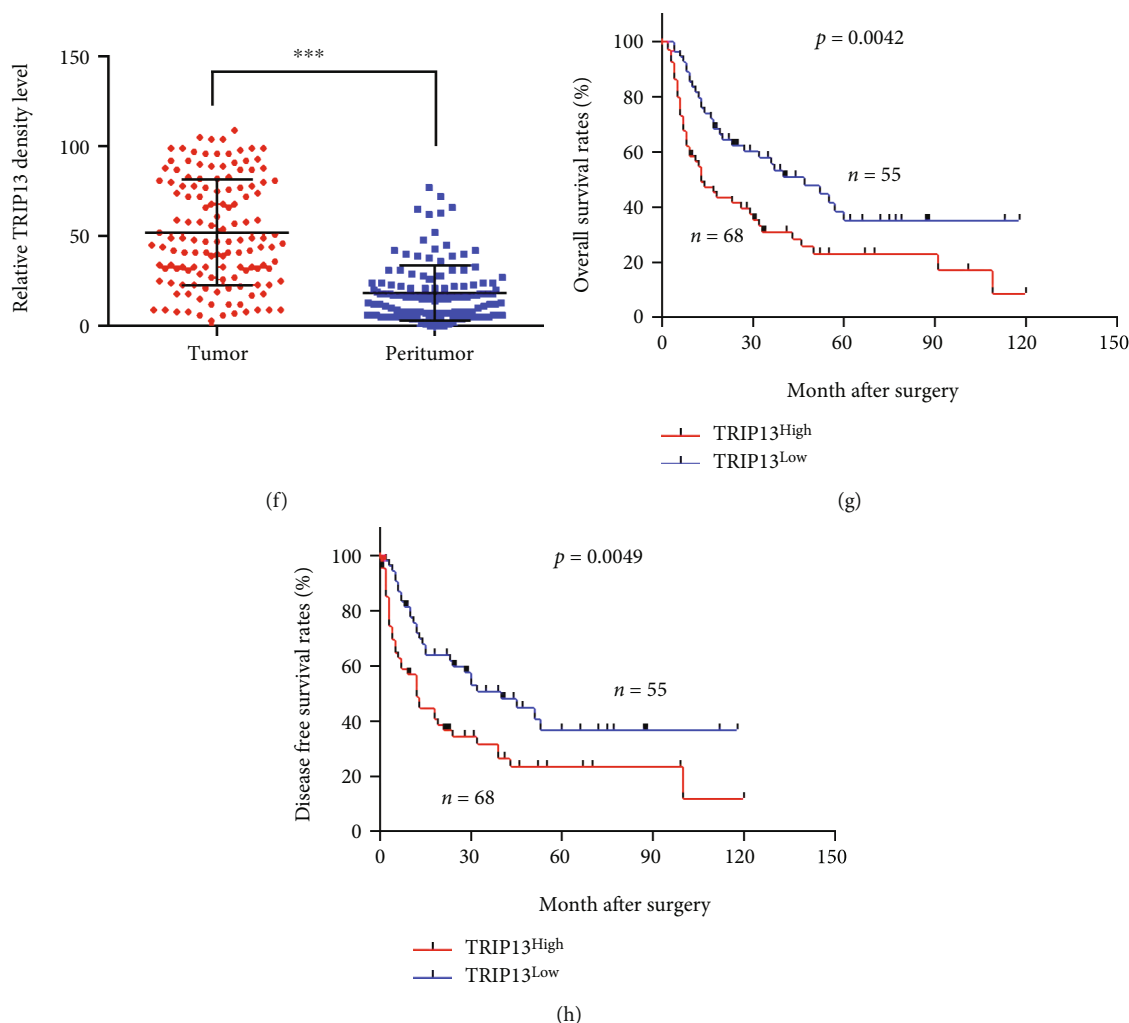 150
100
50
0
Relative TRIP13 density level
***
Tumor
Peritumor
(f)
100
80
60
40
20
0
Overall survival rates (%)
p = 0.0042
n = 55
n = 68
0 30 60 90 120 150
Month after surgery
TRIP13High
TRIP13Low
(g)
100
80
60
40
20
0
Disease free survival rates (%)
p = 0.0049
n = 55
n = 68
0 30 60 90 120 150
Month after surgery
TRIP13High
TRIP13Low
(h)